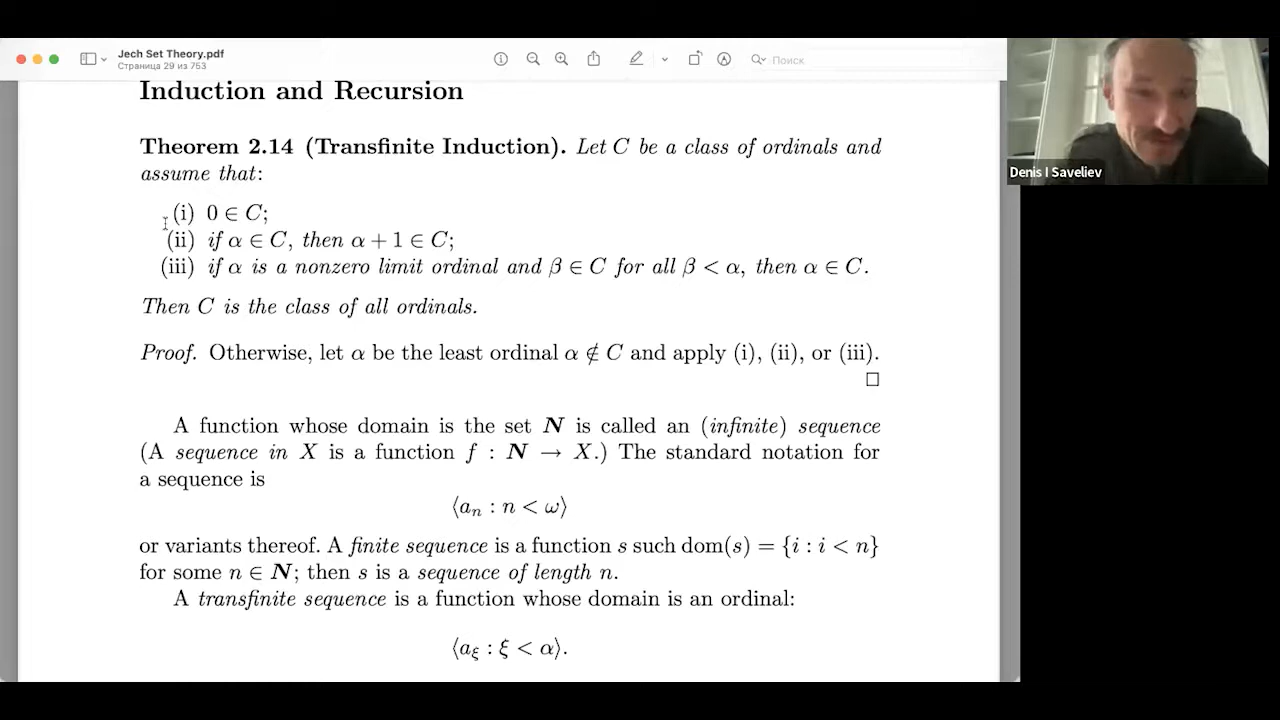 Jech Set Theory.pdf
Страница 29 из 753
Поиск
Induction and Recursion
Theorem 2.14 (Transfinite Induction). Let C be a class of ordinals and
assume that:
(i) 0 ∈ C;
(ii) if α ∈ C, then α + 1 ∈ C;
(iii) if α is a nonzero limit ordinal and β ∈ C for all β < α, then α ∈ C.
Then C is the class of all ordinals.
Proof. Otherwise, let α be the least ordinal α ∉ C and apply (i), (ii), or (iii).
□
A function whose domain is the set N is called an (infinite) sequence
(A sequence in X is a function f : N → X.) The standard notation for
a sequence is
⟨aₙ : n < ω⟩
or variants thereof. A finite sequence is a function s such dom(s) = {i : i < n}
for some n ∈ N; then s is a sequence of length n.
A transfinite sequence is a function whose domain is an ordinal:
⟨a_ξ : ξ < α⟩.
Denis I Saveliev